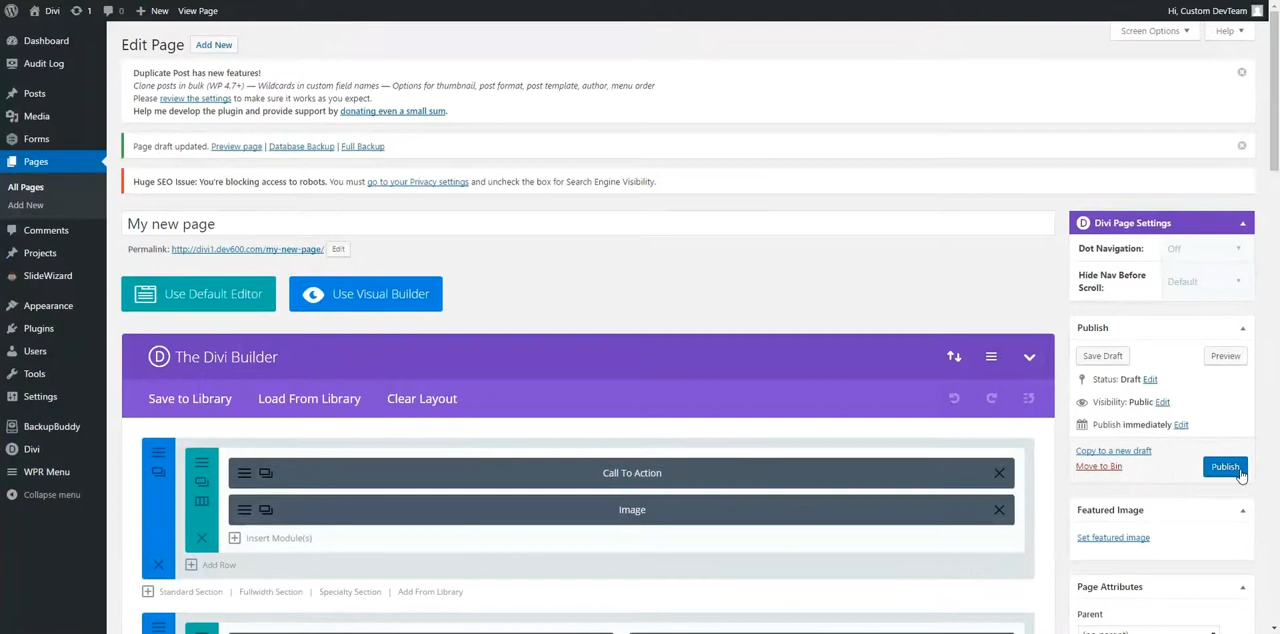 Divi 1 0 New View Page Hi, Custom DevTeam
Screen Options Help
Dashboard
Audit Log
Posts
Media
Forms
Pages
All Pages
Add New
Comments
Projects
SlideWizard
Appearance
Plugins
Users
Tools
Settings
BackupBuddy
Divi
WPR Menu
Collapse menu
Edit Page Add New
Duplicate Post has new features!
Clone posts in bulk (WP 4.7+) — Wildcards in custom field names — Options for thumbnail, post format, post template, author, menu order
Please review the settings to make sure it works as you expect.
Help me develop the plugin and provide support by donating even a small sum.
Page draft updated. Preview page | Database Backup | Full Backup
Huge SEO Issue: You're blocking access to robots. You must go to your Privacy settings and uncheck the box for Search Engine Visibility.
My new page
Permalink: http://divi1.dev600.com/my-new-page/ Edit
Use Default Editor Use Visual Builder
D The Divi Builder
Save to Library Load From Library Clear Layout
Call To Action
Image
Insert Module(s)
Add Row
Standard Section | Fullwidth Section | Specialty Section | Add From Library
D Divi Page Settings
Dot Navigation: Off
Hide Nav Before
Scroll: Default
Publish
Save Draft Preview
Status: Draft Edit
Visibility: Public Edit
Publish immediately Edit
Copy to a new draft
Move to Bin
Publish
Featured Image
Set featured image
Page Attributes
Parent
(no parent)